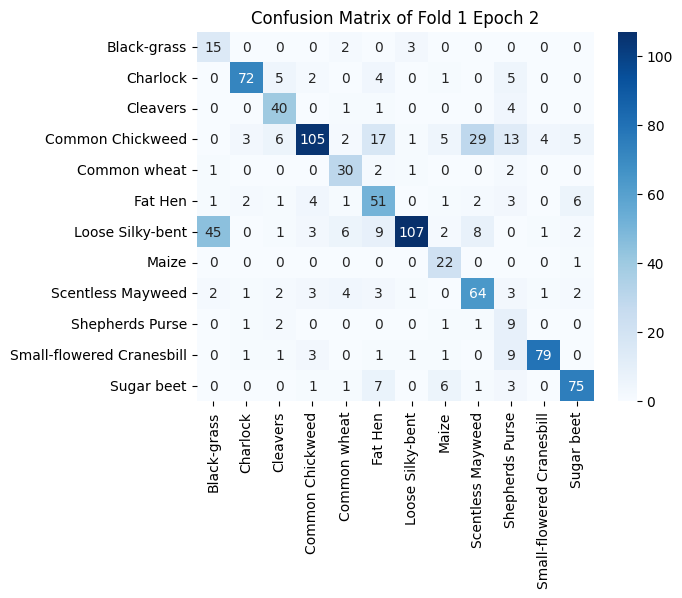 Confusion Matrix of Fold 1 Epoch 2
Black-grass 15 0 0 0 2 0 3 0 0 0 0 0
Charlock 0 72 5 2 0 4 0 1 0 5 0 0
Cleavers 0 0 40 0 1 1 0 0 0 4 0 0
Common Chickweed 0 3 6 105 2 17 1 5 29 13 4 5
Common wheat 1 0 0 0 30 2 1 0 0 2 0 0
Fat Hen 1 2 1 4 1 51 0 1 2 3 0 6
Loose Silky-bent 45 0 1 3 6 9 107 2 8 0 1 2
Maize 0 0 0 0 0 0 0 22 0 0 0 1
Scentless Mayweed 2 1 2 3 4 3 1 0 64 3 1 2
Shepherds Purse 0 1 2 0 0 0 0 1 1 9 0 0
Small-flowered Cranesbill 0 1 1 3 0 1 1 1 0 9 79 0
Sugar beet 0 0 0 1 1 7 0 6 1 3 0 75
Black-grass
Charlock
Cleavers
Common Chickweed
Common wheat
Fat Hen
Loose Silky-bent
Maize
Scentless Mayweed
Shepherds Purse
Small-flowered Cranesbill
Sugar beet
100
80
60
40
20
0